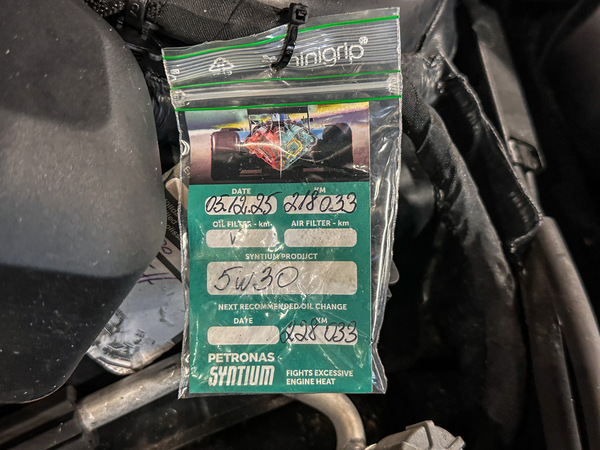 minigrip®
DATE KM
03.12.25 218033
OIL FILTER - km AIR FILTER - km
V
SYNTIUM PRODUCT
5w30
NEXT RECOMMENDED OIL CHANGE
DATE KM
228033
PETRONAS
SYNTIUM
FIGHTS EXCESSIVE
ENGINE HEAT